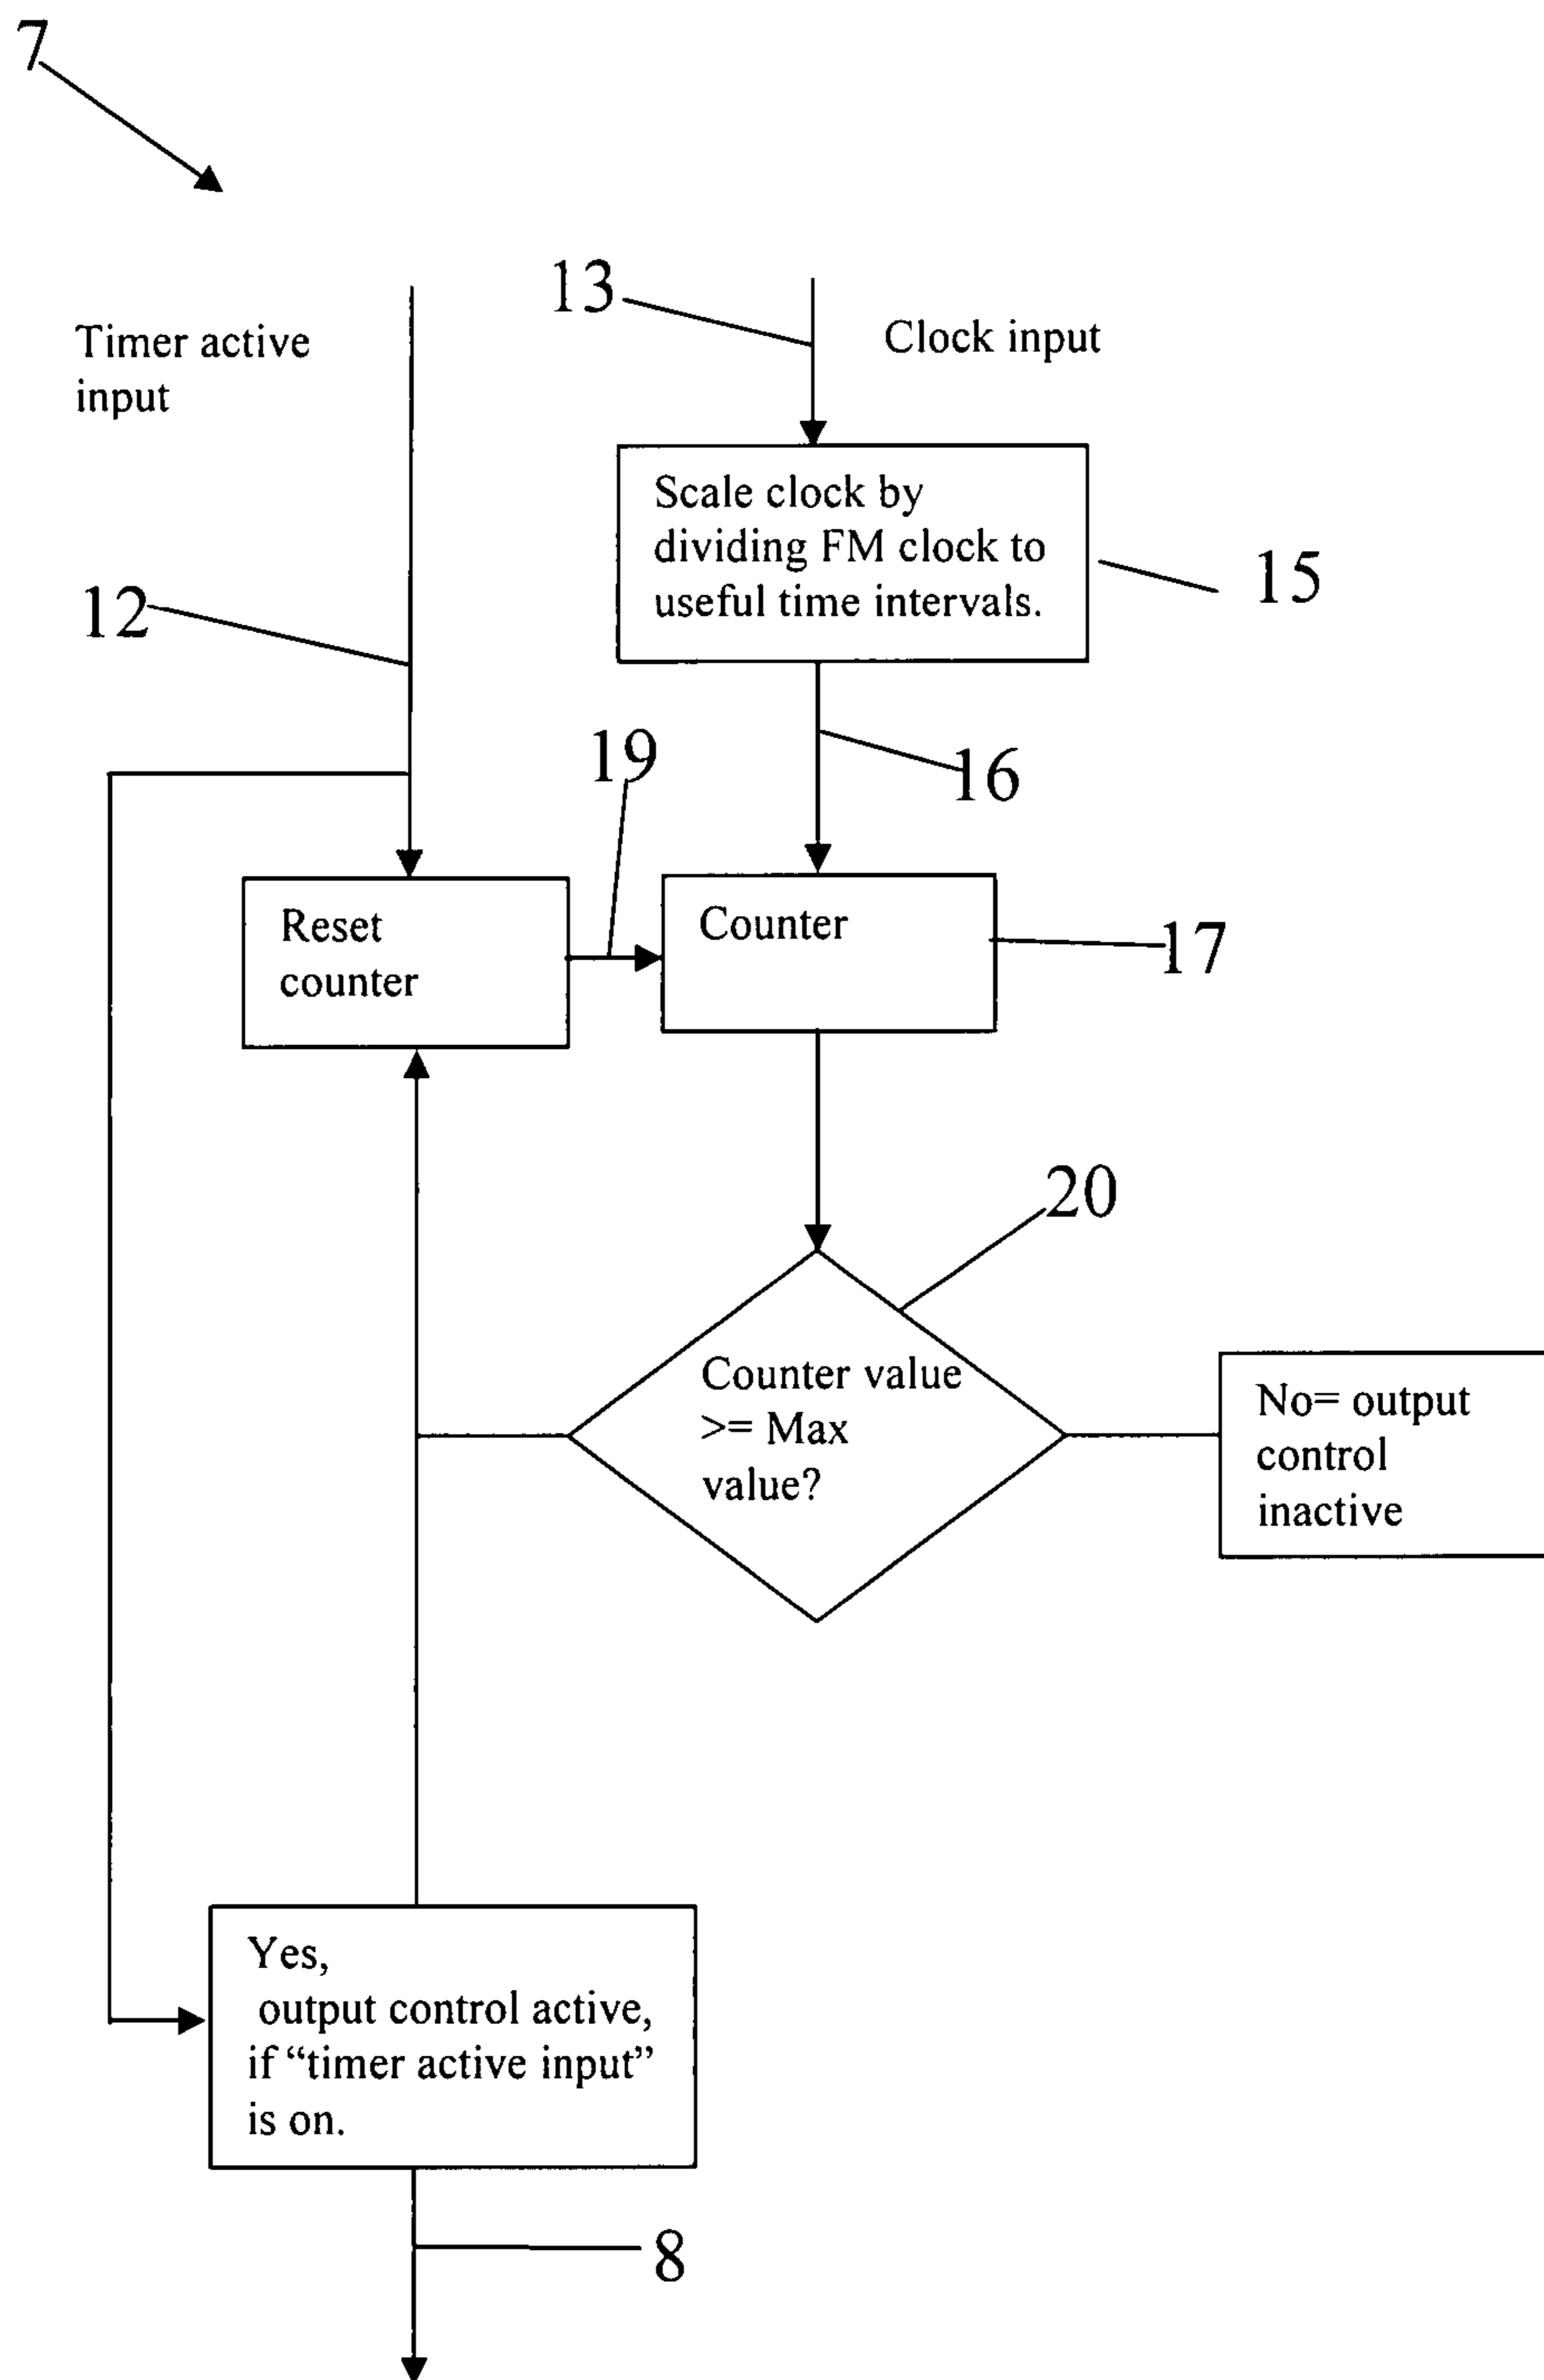 7
13
Timer active
input
Clock input
Scale clock by
dividing FM clock to
useful time intervals.
15
12
19
16
Reset
counter
Counter
17
20
Counter value
>= Max
value?
No= output
control
inactive
Yes,
output control active,
if “timer active input”
is on.
8